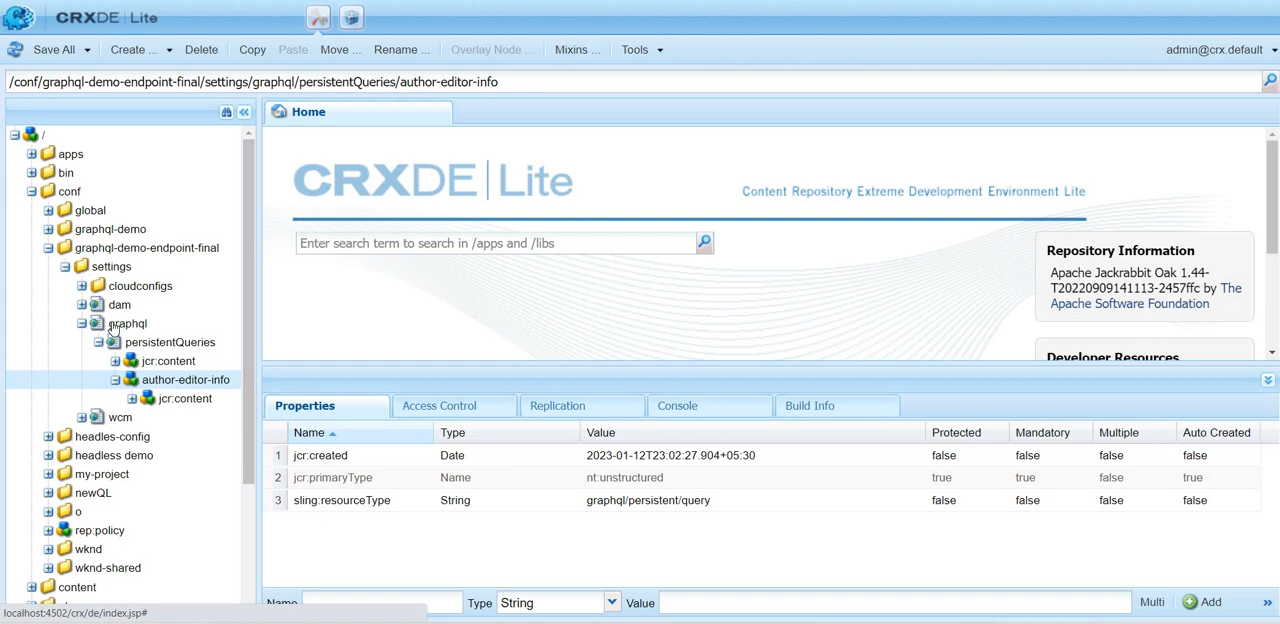 CRXDE | Lite
Save All Create ... Delete Copy Paste Move ... Rename ... Overlay Node ... Mixins ... Tools admin@crx.default
/conf/graphql-demo-endpoint-final/settings/graphql/persistentQueries/author-editor-info
Home
/
apps
bin
conf
global
graphql-demo
graphql-demo-endpoint-final
settings
cloudconfigs
dam
graphql
persistentQueries
jcr:content
author-editor-info
jcr:content
wcm
headles-config
headless demo
my-project
newQL
o
rep:policy
wknd
wknd-shared
content
localhost:4502/crx/de/index.jsp#
CRXDE | Lite
Content Repository Extreme Development Environment Lite
Enter search term to search in /apps and /libs
Repository Information
Apache Jackrabbit Oak 1.44-
T20220909141113-2457ffc by The
Apache Software Foundation
Developer Resources
Properties Access Control Replication Console Build Info
Name Type Value Protected Mandatory Multiple Auto Created
1 jcr:created Date 2023-01-12T23:02:27.904+05:30 false false false false
2 jcr:primaryType Name nt:unstructured true true false true
3 sling:resourceType String graphql/persistent/query false false false false
Name Type String Value Multi Add